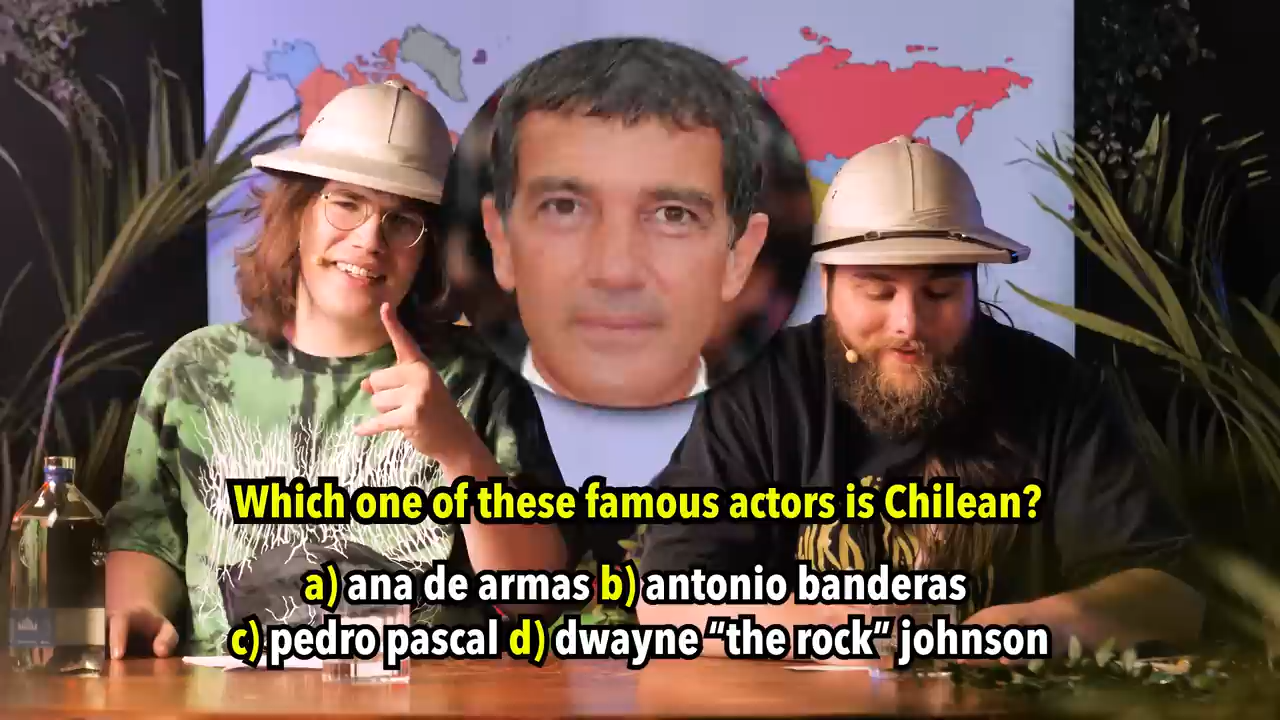 Which one of these famous actors is Chilean?
a) ana de armas b) antonio banderas
c) pedro pascal d) dwayne “the rock“ johnson